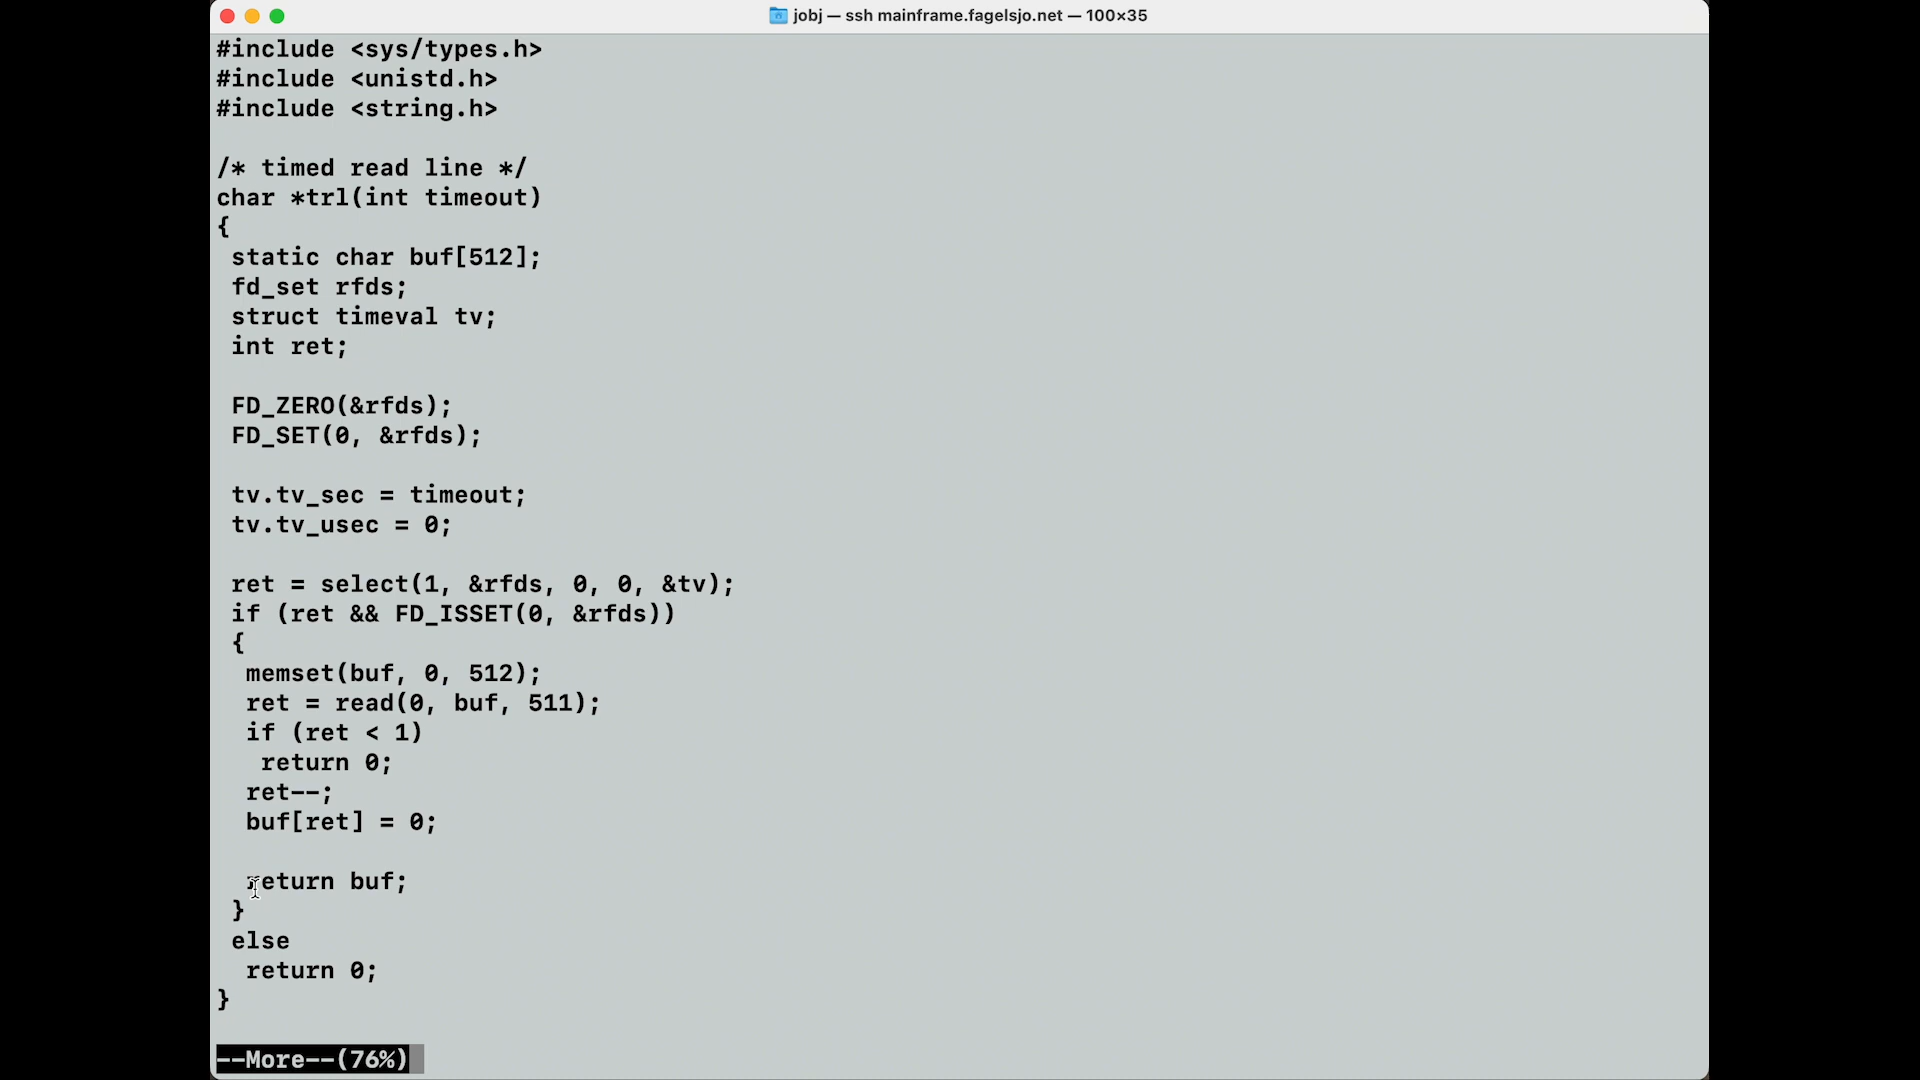 jobj — ssh mainframe.fagelsjo.net — 100×35
#include <sys/types.h>
#include <unistd.h>
#include <string.h>

/* timed read line */
char *trl(int timeout)
{
 static char buf[512];
 fd_set rfds;
 struct timeval tv;
 int ret;

 FD_ZERO(&rfds);
 FD_SET(0, &rfds);

 tv.tv_sec = timeout;
 tv.tv_usec = 0;

 ret = select(1, &rfds, 0, 0, &tv);
 if (ret && FD_ISSET(0, &rfds))
 {
  memset(buf, 0, 512);
  ret = read(0, buf, 511);
  if (ret < 1)
   return 0;
  ret--;
  buf[ret] = 0;

  return buf;
 }
 else
  return 0;
}

--More--(76%)